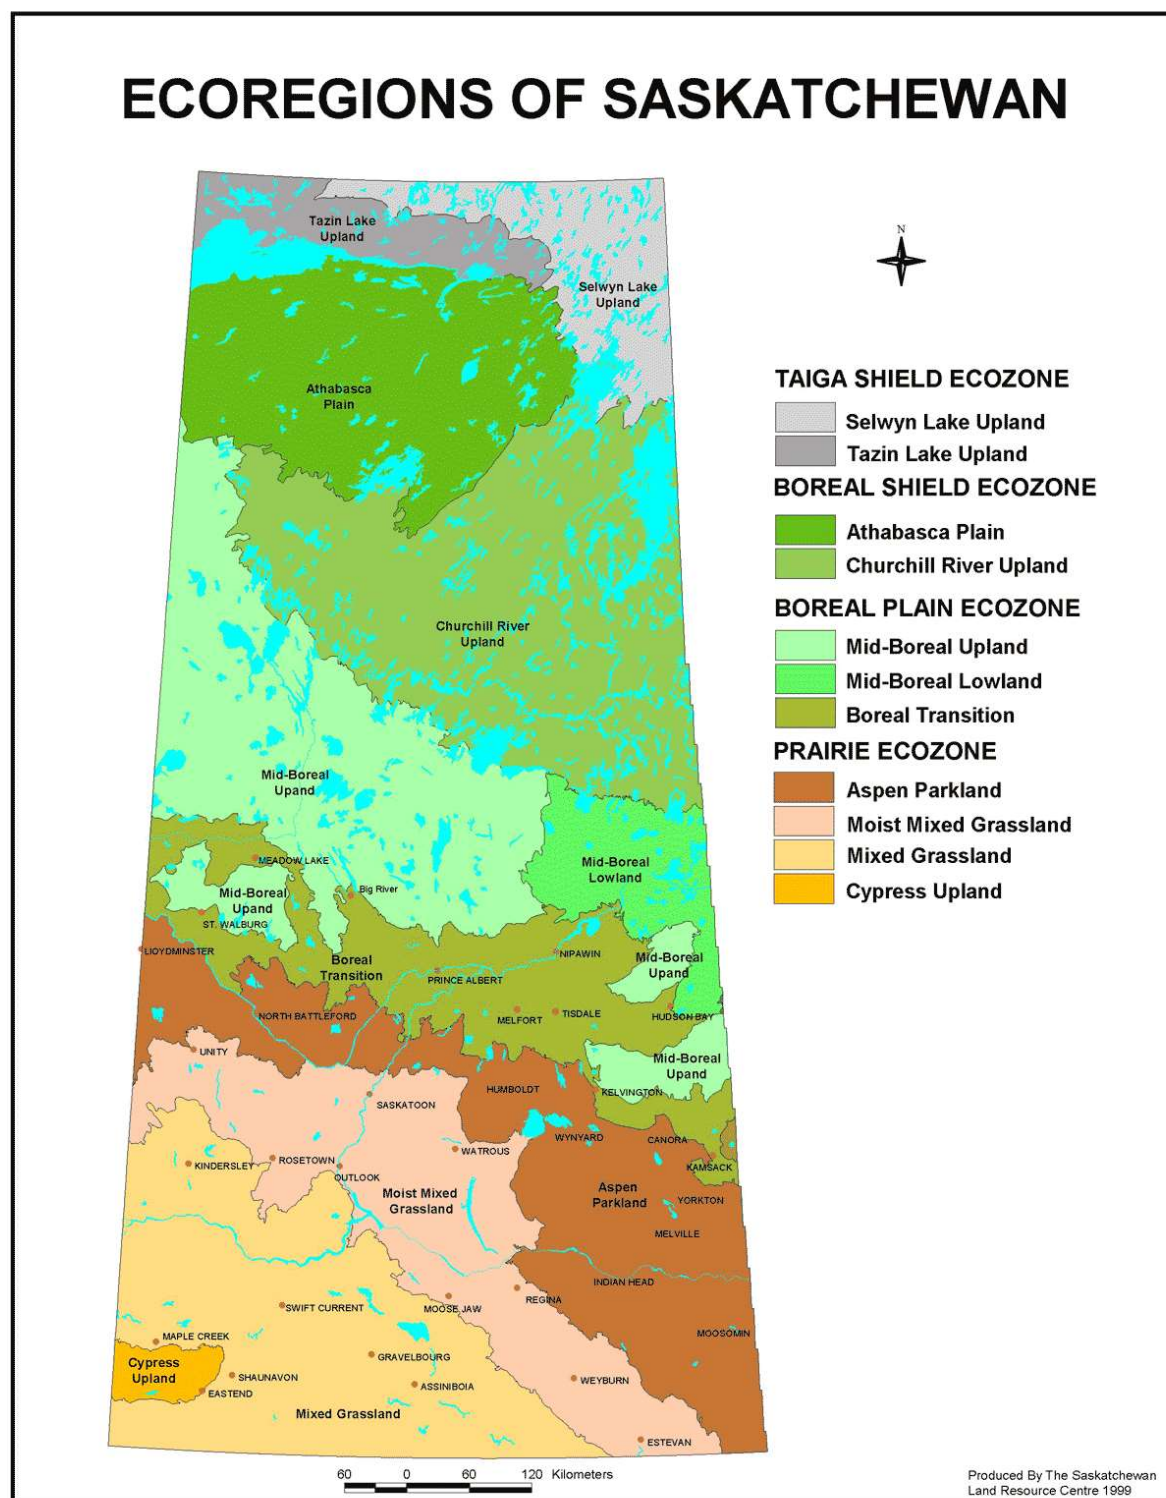 ECOREGIONS OF SASKATCHEWAN
N
Tazin Lake
Upland
Selwyn Lake
Upland
Athabasca
Plain
Churchill River
Upland
Mid-Boreal
Upand
Mid-Boreal
Lowland
MEADOW LAKE
Big River
Mid-Boreal
Upand
ST. WALBURG
LIOYDMINSTER
Boreal
Transition
NIPAWIN
Mid-Boreal
Upand
PRINCE ALBERT
NORTH BATTLEFORD
MELFORT
TISDALE
HUDSON BAY
UNITY
Mid-Boreal
Upand
HUMBOLDT
KELVINGTON
SASKATOON
WYNYARD
CANORA
WATROUS
KINDERSLEY
ROSETOWN
OUTLOOK
KAMSACK
Moist Mixed
Grassland
Aspen
Parkland
YORKTON
MELVILLE
INDIAN HEAD
REGINA
SWIFT CURRENT
MOOSE JAW
MOOSOMIN
MAPLE CREEK
Cypress
Upland
GRAVELBOURG
SHAUNAVON
EASTEND
ASSINIBOIA
WEYBURN
Mixed Grassland
ESTEVAN
TAIGA SHIELD ECOZONE
Selwyn Lake Upland
Tazin Lake Upland
BOREAL SHIELD ECOZONE
Athabasca Plain
Churchill River Upland
BOREAL PLAIN ECOZONE
Mid-Boreal Upland
Mid-Boreal Lowland
Boreal Transition
PRAIRIE ECOZONE
Aspen Parkland
Moist Mixed Grassland
Mixed Grassland
Cypress Upland
60 0 60 120 Kilometers
Produced By The Saskatchewan
Land Resource Centre 1999